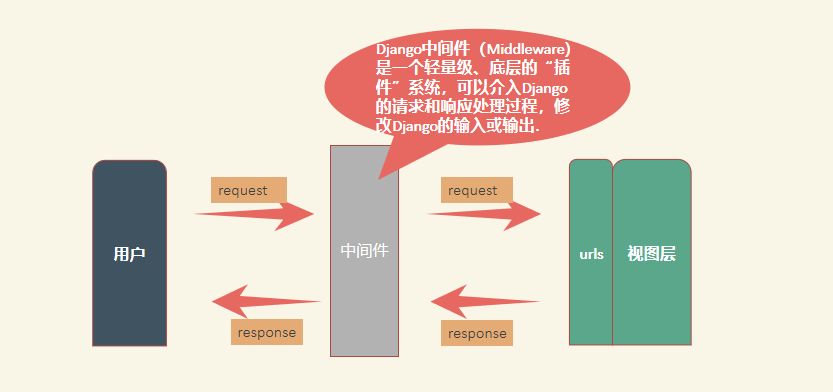 Django中间件（Middleware）
是一个轻量级、底层的“插
件”系统，可以介入Django
的请求和响应处理过程，修
改Django的输入或输出.
request
request
用户
中间件
urls
视图层
response
response